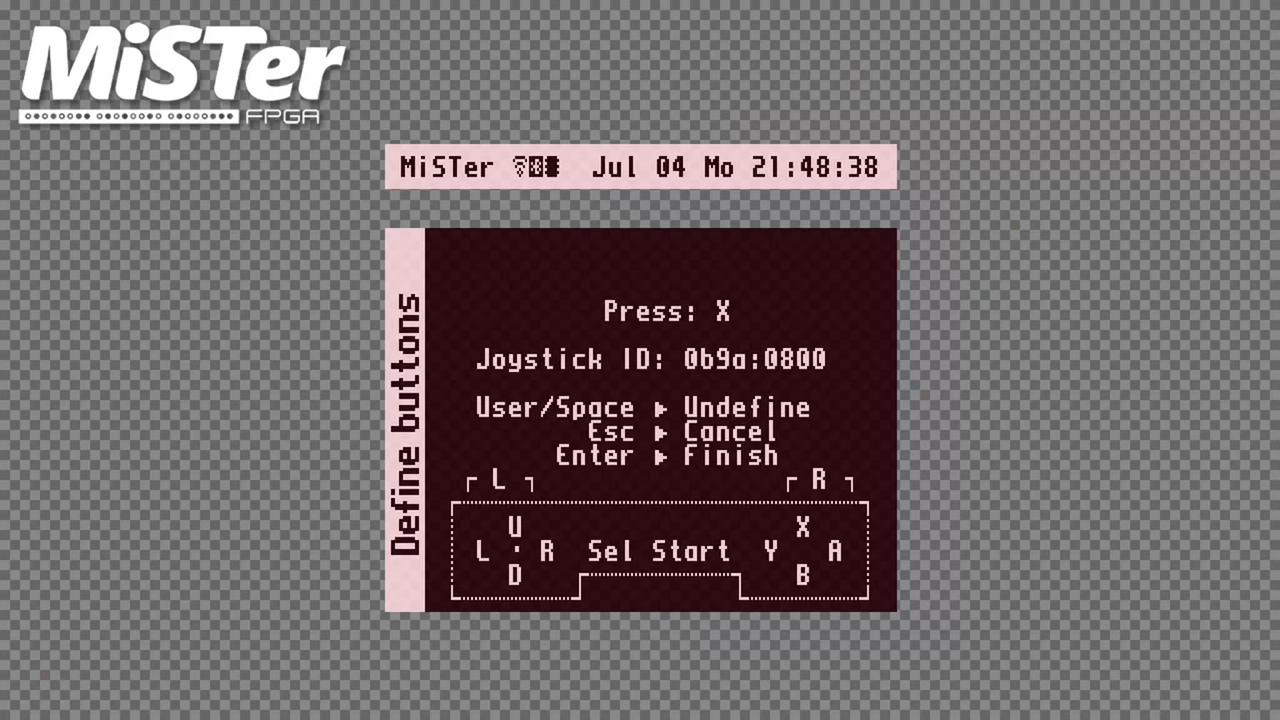 MiSTer
FPGA
MiSTer Jul 04 Mo 21:48:38
Define buttons
Press: X
Joystick ID: 0b9a:0800
User/Space ▸ Undefine
Esc ▸ Cancel
Enter ▸ Finish
L R
U X
L · R Sel Start Y A
D B